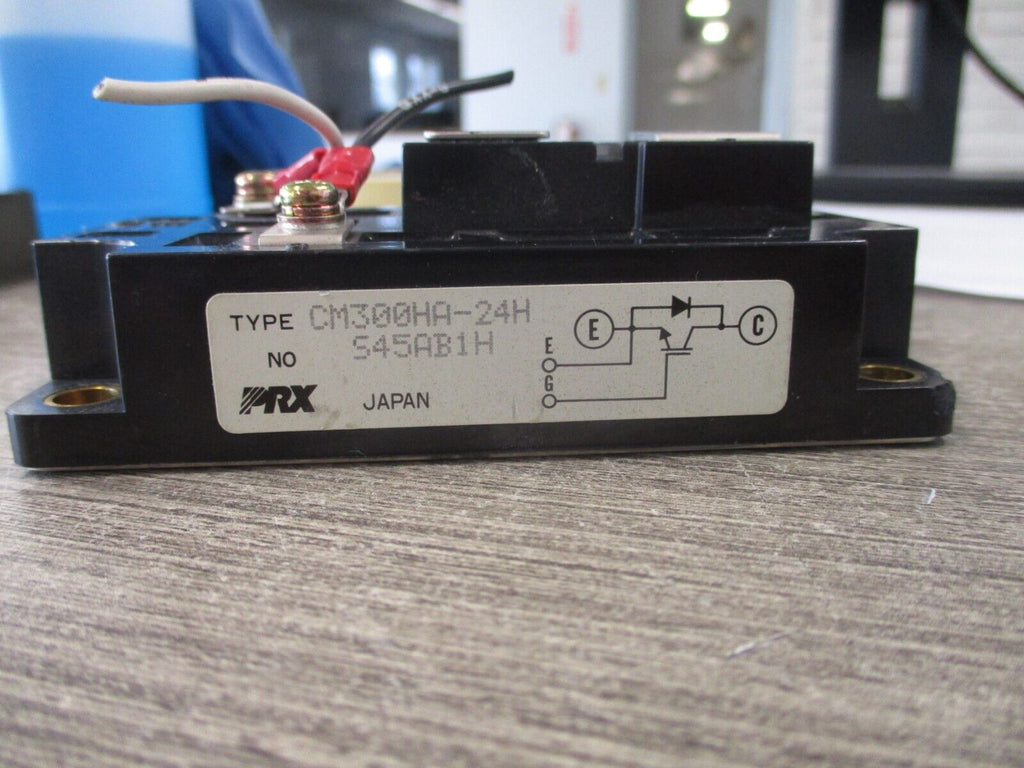 TYPE CM300HA-24H
NO S45AB1H
PRX JAPAN
E
C
E
G